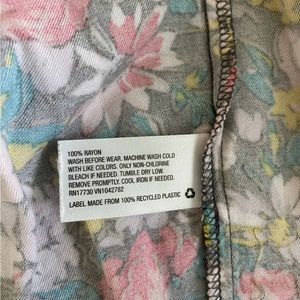 100% RAYON
WASH BEFORE WEAR. MACHINE WASH COLD
WITH LIKE COLORS. ONLY NON-CHLORINE
BLEACH IF NEEDED. TUMBLE DRY LOW.
REMOVE PROMPTLY. COOL IRON IF NEEDED.
RN17730 VN1042782
LABEL MADE FROM 100% RECYCLED PLASTIC